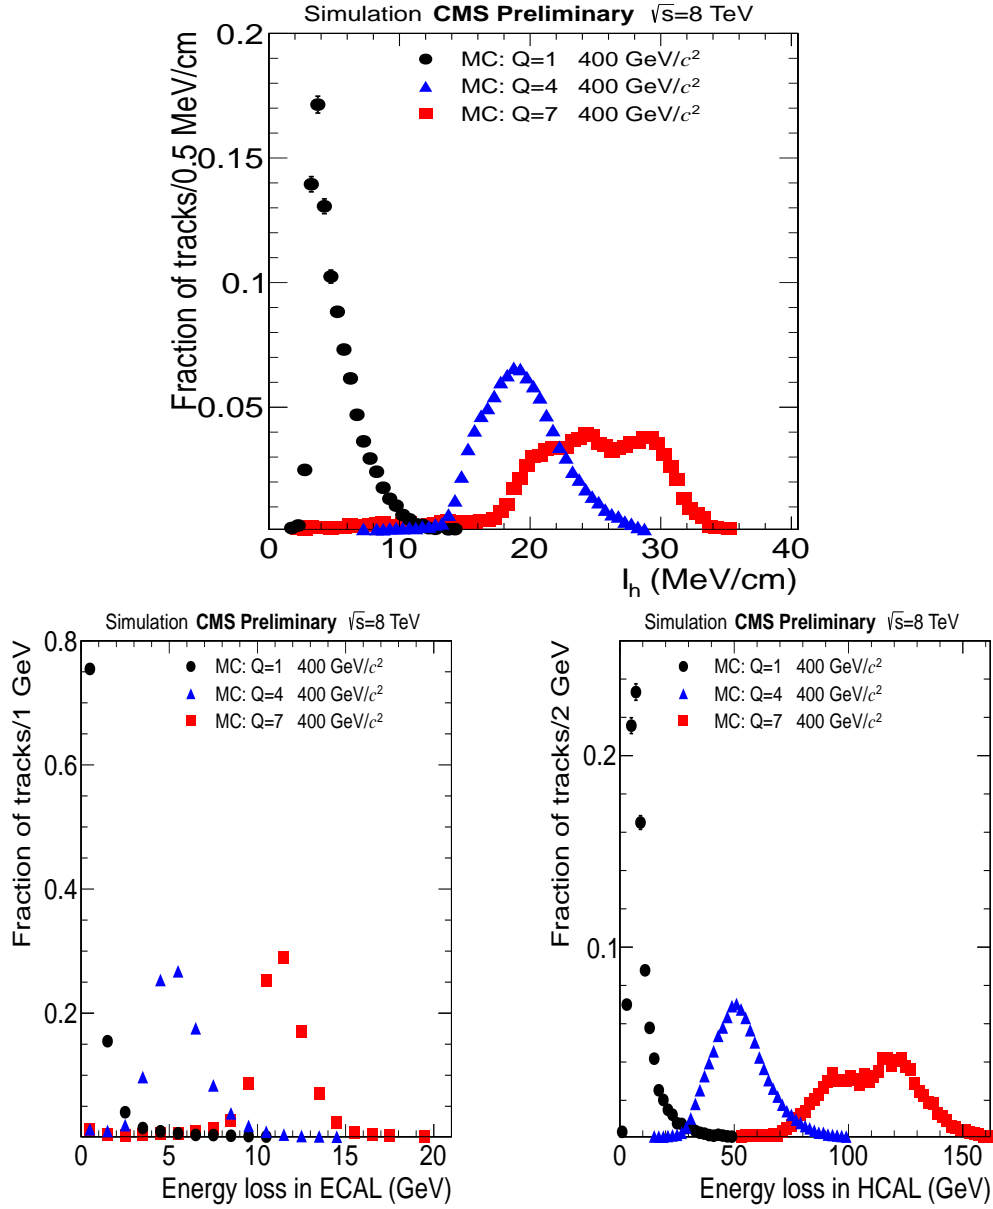 Simulation CMS Preliminary √s=8 TeV
Fraction of tracks/0.5 MeV/cm
0.2
0.15
0.1
0.05
MC: Q=1 400 GeV/c²
MC: Q=4 400 GeV/c²
MC: Q=7 400 GeV/c²
0 10 20 30 40
I_h (MeV/cm)
Simulation CMS Preliminary √s=8 TeV
Fraction of tracks/1 GeV
0.8
0.6
0.4
0.2
MC: Q=1 400 GeV/c²
MC: Q=4 400 GeV/c²
MC: Q=7 400 GeV/c²
0 5 10 15 20
Energy loss in ECAL (GeV)
Simulation CMS Preliminary √s=8 TeV
Fraction of tracks/2 GeV
0.2
0.1
MC: Q=1 400 GeV/c²
MC: Q=4 400 GeV/c²
MC: Q=7 400 GeV/c²
0 50 100 150
Energy loss in HCAL (GeV)